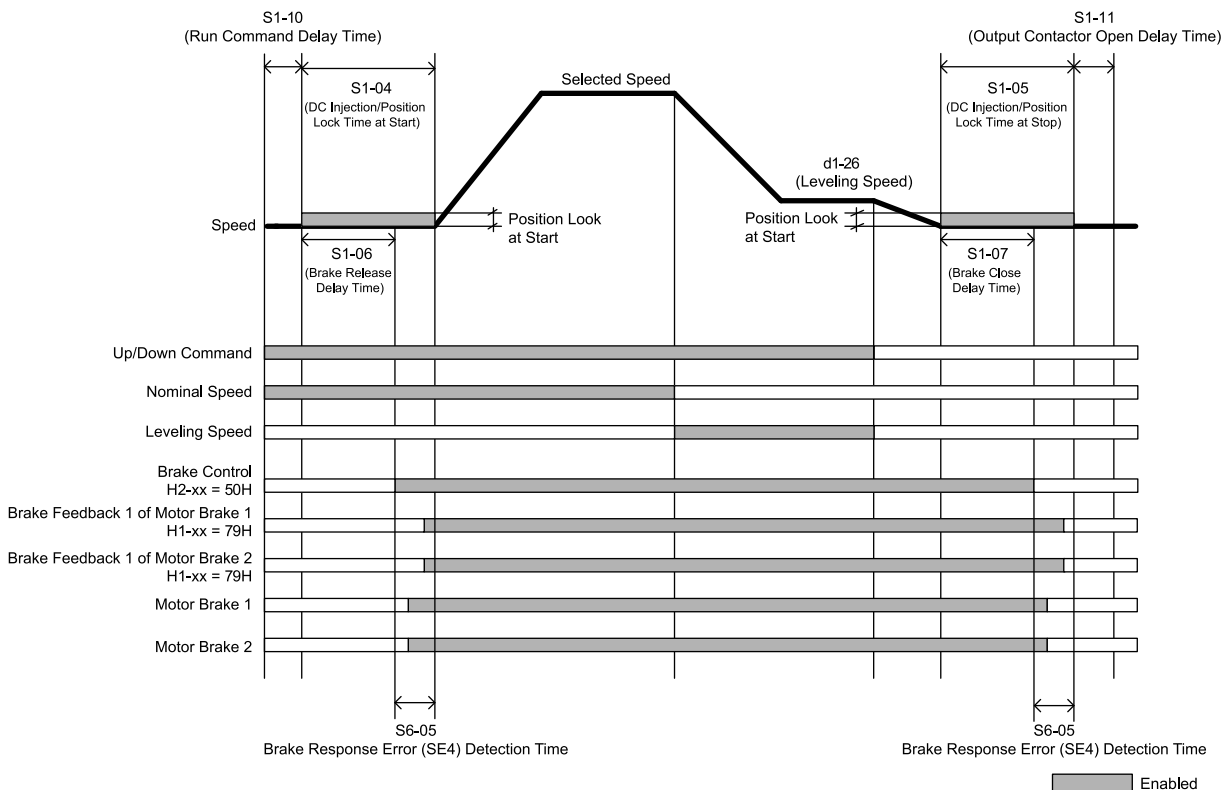 S1-10
(Run Command Delay Time)
S1-11
(Output Contactor Open Delay Time)
S1-04
(DC Injection/Position
Lock Time at Start)
Selected Speed
S1-05
(DC Injection/Position
Lock Time at Stop)
d1-26
(Leveling Speed)
Speed
Position Look
at Start
Position Look
at Start
S1-06
(Brake Release
Delay Time)
S1-07
(Brake Close
Delay Time)
Up/Down Command
Nominal Speed
Leveling Speed
Brake Control
H2-xx = 50H
Brake Feedback 1 of Motor Brake 1
H1-xx = 79H
Brake Feedback 1 of Motor Brake 2
H1-xx = 79H
Motor Brake 1
Motor Brake 2
S6-05
Brake Response Error (SE4) Detection Time
S6-05
Brake Response Error (SE4) Detection Time
Enabled